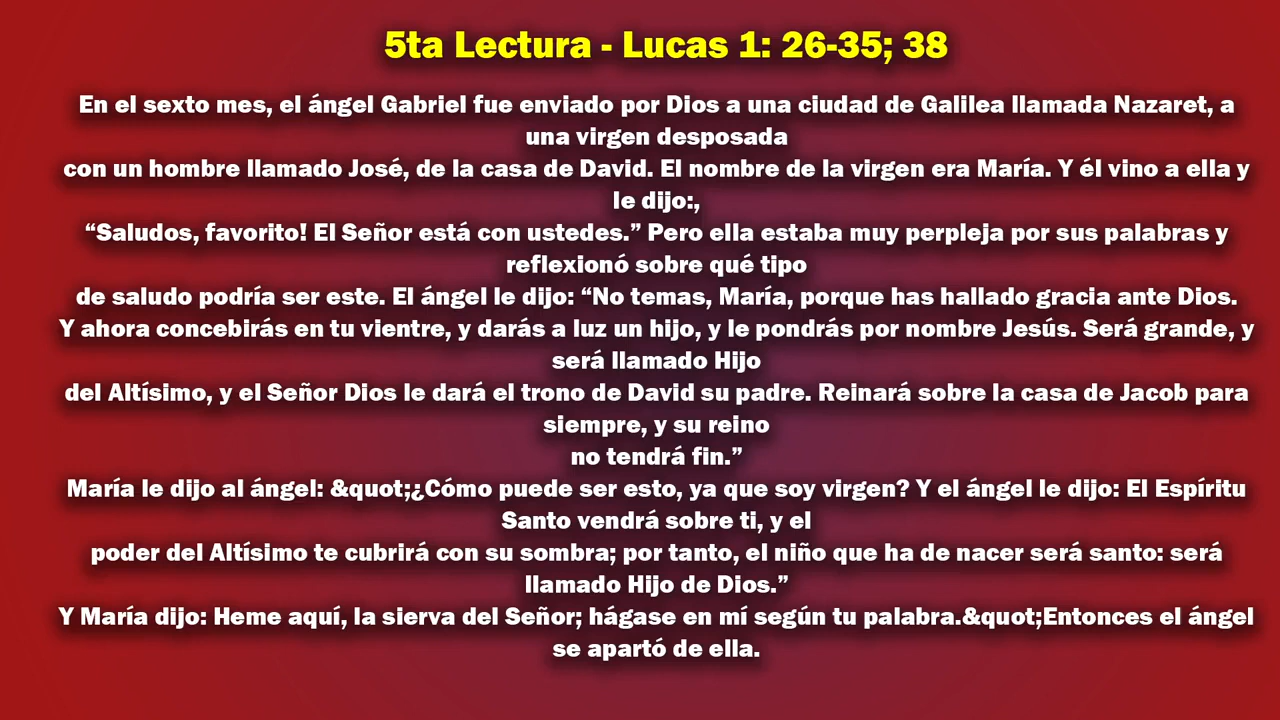 5ta Lectura - Lucas 1: 26-35; 38
En el sexto mes, el ángel Gabriel fue enviado por Dios a una ciudad de Galilea llamada Nazaret, a
una virgen desposada
con un hombre llamado José, de la casa de David. El nombre de la virgen era María. Y él vino a ella y
le dijo:,
“Saludos, favorito! El Señor está con ustedes.” Pero ella estaba muy perpleja por sus palabras y
reflexionó sobre qué tipo
de saludo podría ser este. El ángel le dijo: “No temas, María, porque has hallado gracia ante Dios.
Y ahora concebirás en tu vientre, y darás a luz un hijo, y le pondrás por nombre Jesús. Será grande, y
será llamado Hijo
del Altísimo, y el Señor Dios le dará el trono de David su padre. Reinará sobre la casa de Jacob para
siempre, y su reino
no tendrá fin.”
María le dijo al ángel: &quot;¿Cómo puede ser esto, ya que soy virgen? Y el ángel le dijo: El Espíritu
Santo vendrá sobre ti, y el
poder del Altísimo te cubrirá con su sombra; por tanto, el niño que ha de nacer será santo: será
llamado Hijo de Dios.”
Y María dijo: Heme aquí, la sierva del Señor; hágase en mí según tu palabra.&quot;Entonces el ángel
se apartó de ella.